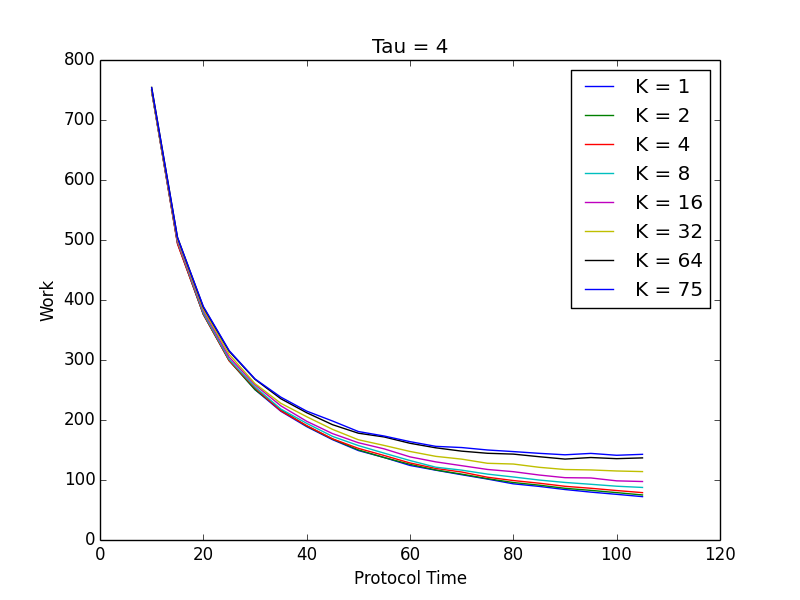 Tau = 4
800
700
600
500
400
300
200
100
0
Work
0 20 40 60 80 100 120
Protocol Time
K = 1
K = 2
K = 4
K = 8
K = 16
K = 32
K = 64
K = 75